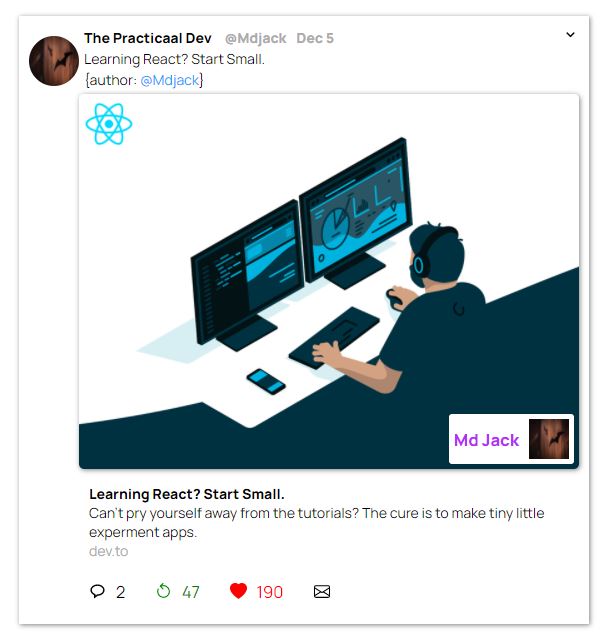 The Practicaal Dev @Mdjack Dec 5
Learning React? Start Small.
{author: @Mdjack}
Md Jack
Learning React? Start Small.
Can't pry yourself away from the tutorials? The cure is to make tiny little
experment apps.
dev.to
2 47 190